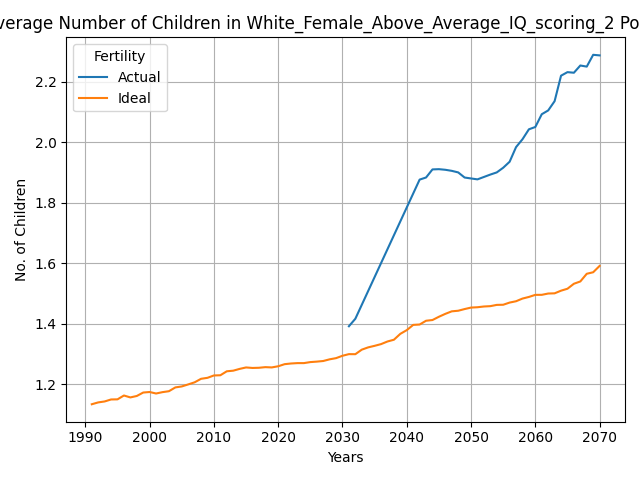 verage Number of Children in White_Female_Above_Average_IQ_scoring_2 Po
Fertility
Actual
Ideal
2.2
2.0
1.8
1.6
1.4
1.2
No. of Children
1990 2000 2010 2020 2030 2040 2050 2060 2070
Years